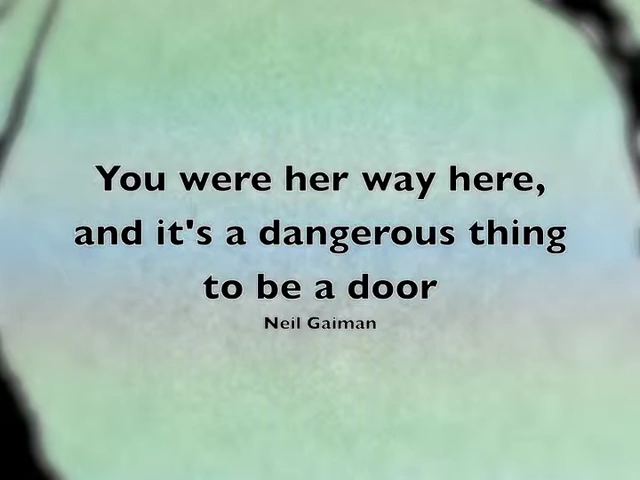 You were her way here,
and it's a dangerous thing
to be a door
Neil Gaiman